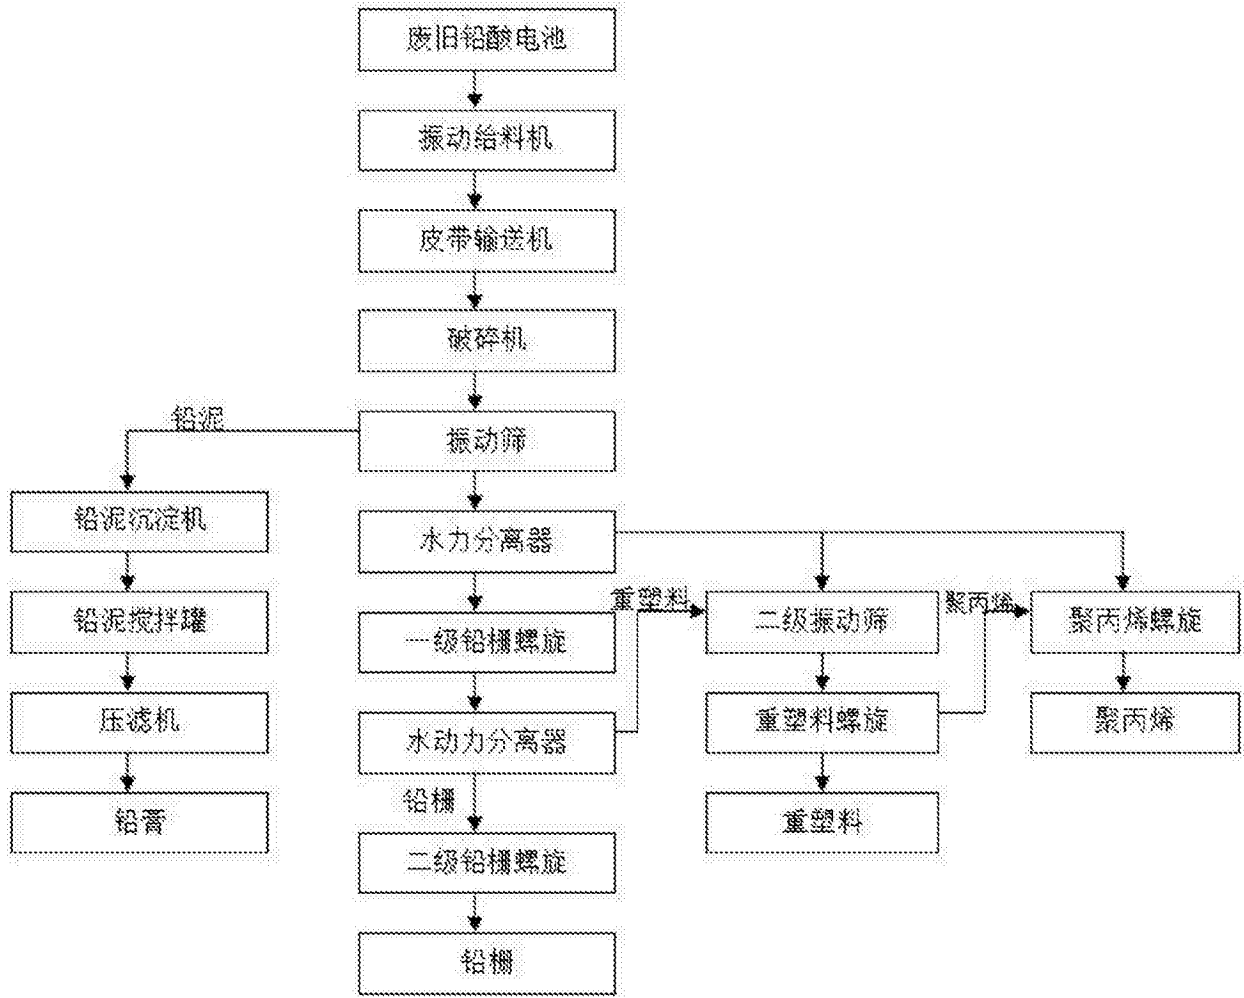 废旧铅酸电池
振动给料机
皮带输送机
破碎机
铅泥
振动筛
铅泥沉淀机
水力分离器
重塑料
聚丙烯
铅泥搅拌罐
一级铅栅螺旋
二级振动筛
聚丙烯螺旋
压滤机
水动力分离器
重塑料螺旋
聚丙烯
铅栅
铅膏
重塑料
二级铅栅螺旋
铅栅